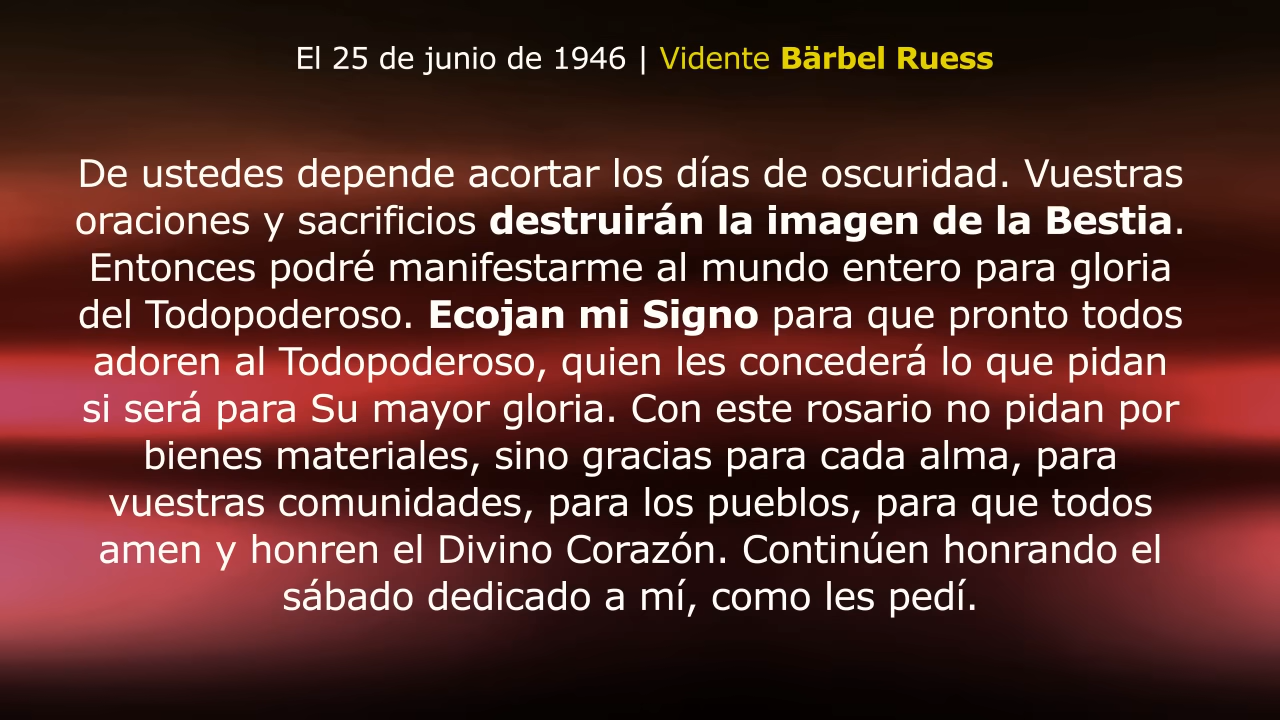 El 25 de junio de 1946 | Vidente Bärbel Ruess
De ustedes depende acortar los días de oscuridad. Vuestras
oraciones y sacrificios destruirán la imagen de la Bestia.
Entonces podré manifestarme al mundo entero para gloria
del Todopoderoso. Ecojan mi Signo para que pronto todos
adoren al Todopoderoso, quien les concederá lo que pidan
si será para Su mayor gloria. Con este rosario no pidan por
bienes materiales, sino gracias para cada alma, para
vuestras comunidades, para los pueblos, para que todos
amen y honren el Divino Corazón. Continúen honrando el
sábado dedicado a mí, como les pedí.